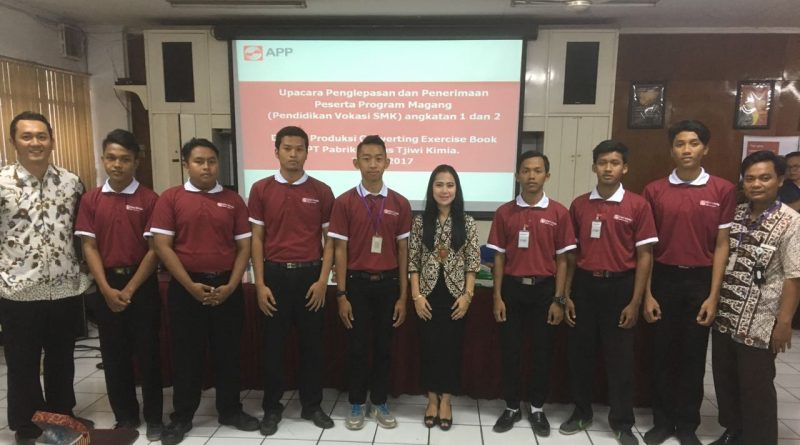 APP
Upacara Penglepasan dan Penerimaan
Peserta Program Magang
(Pendidikan Vokasi SMK) angkatan 1 dan 2
Produksi Converting Exercise Book
PT Pabrik Tjiwi Kimia.
2017